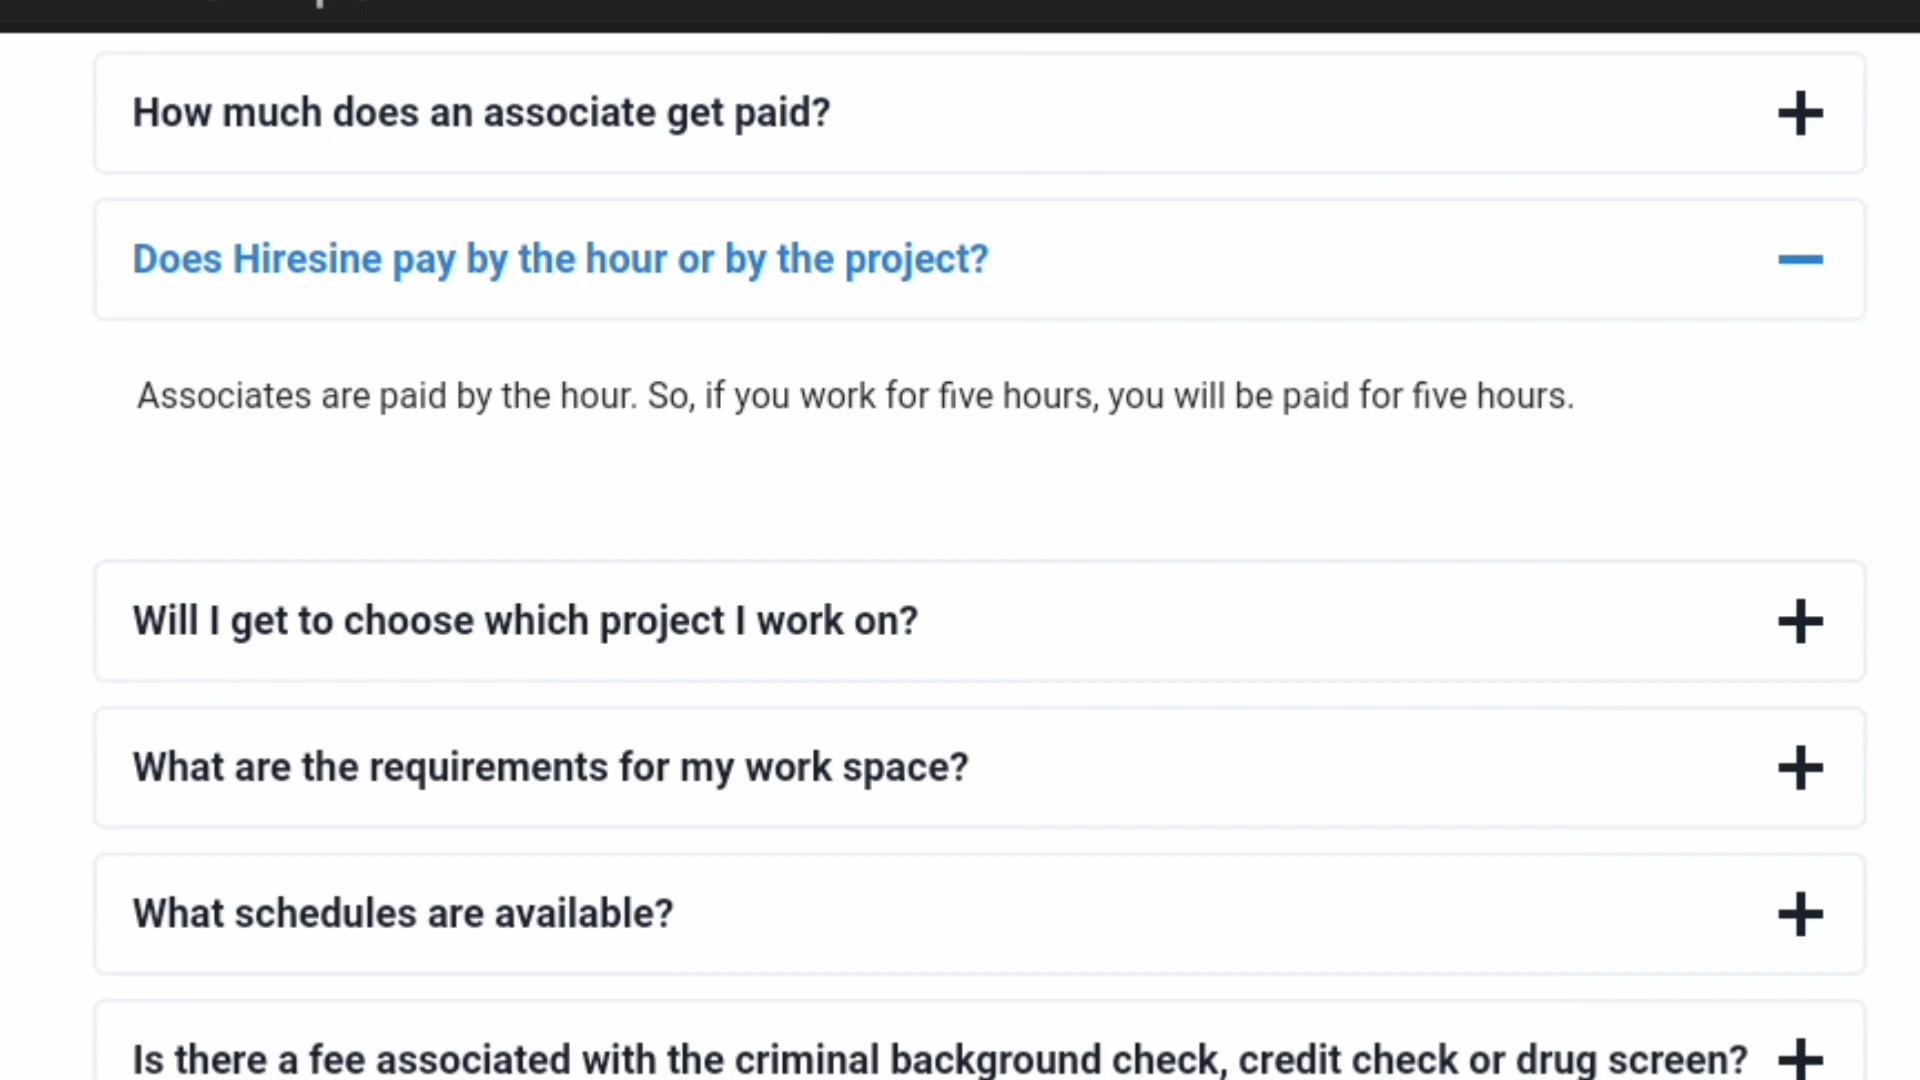 How much does an associate get paid?
Does Hiresine pay by the hour or by the project?
Associates are paid by the hour. So, if you work for five hours, you will be paid for five hours.
Will I get to choose which project I work on?
What are the requirements for my work space?
What schedules are available?
Is there a fee associated with the criminal background check, credit check or drug screen?